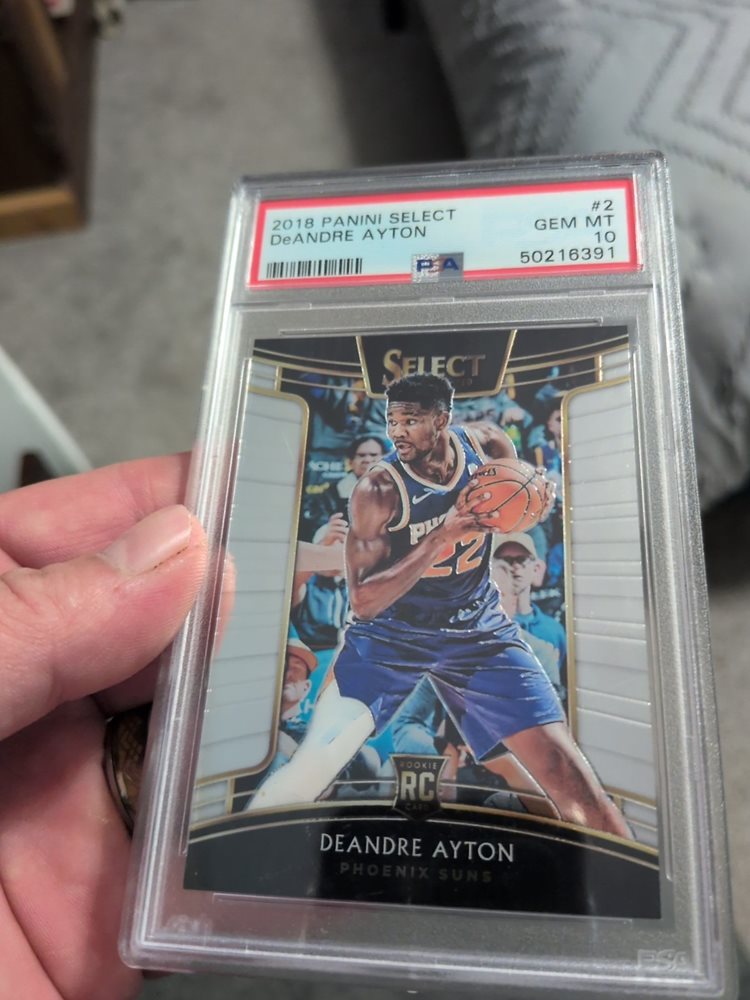 2018 PANINI SELECT #2
DeANDRE AYTON GEM MT
10
PSA 50216391
SELECT
22
ROOKIE
RC
CARD
DEANDRE AYTON
PHOENIX SUNS
PSA